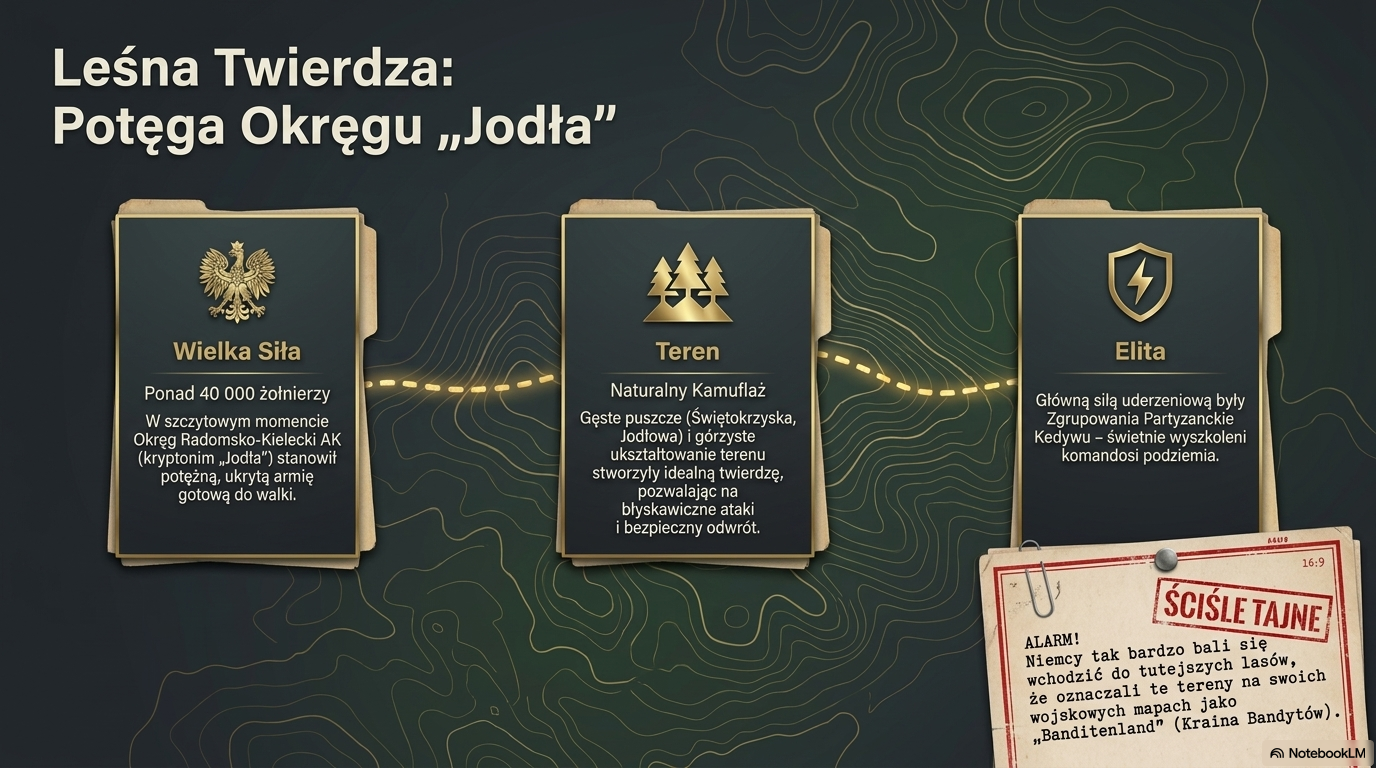 Leśna Twierdza:
Potęga Okręgu „Jodła”
Wielka Siła
Ponad 40 000 żołnierzy
W szczytowym momencie
Okręg Radomsko-Kielecki AK
(kryptonim „Jodła”) stanowił
potężną, ukrytą armię
gotową do walki.
Teren
Naturalny Kamuflaż
Gęste puszcze (Świętokrzyska,
Jodłowa) i górzyste
ukształtowanie terenu
stworzyły idealną twierdzę,
pozwalając na
błyskawiczne ataki
i bezpieczny odwrót.
Elita
Główną siłą uderzeniową były
Zgrupowania Partyzanckie
Kedywu – świetnie wyszkoleni
komandosi podziemia.
16:9
ŚCIŚLE TAJNE
ALARM!
Niemcy tak bardzo bali się
wchodzić do tutejszych lasów,
że oznaczali te tereny na swoich
wojskowych mapach jako
„Banditenland” (Kraina Bandytów).
NotebookLM